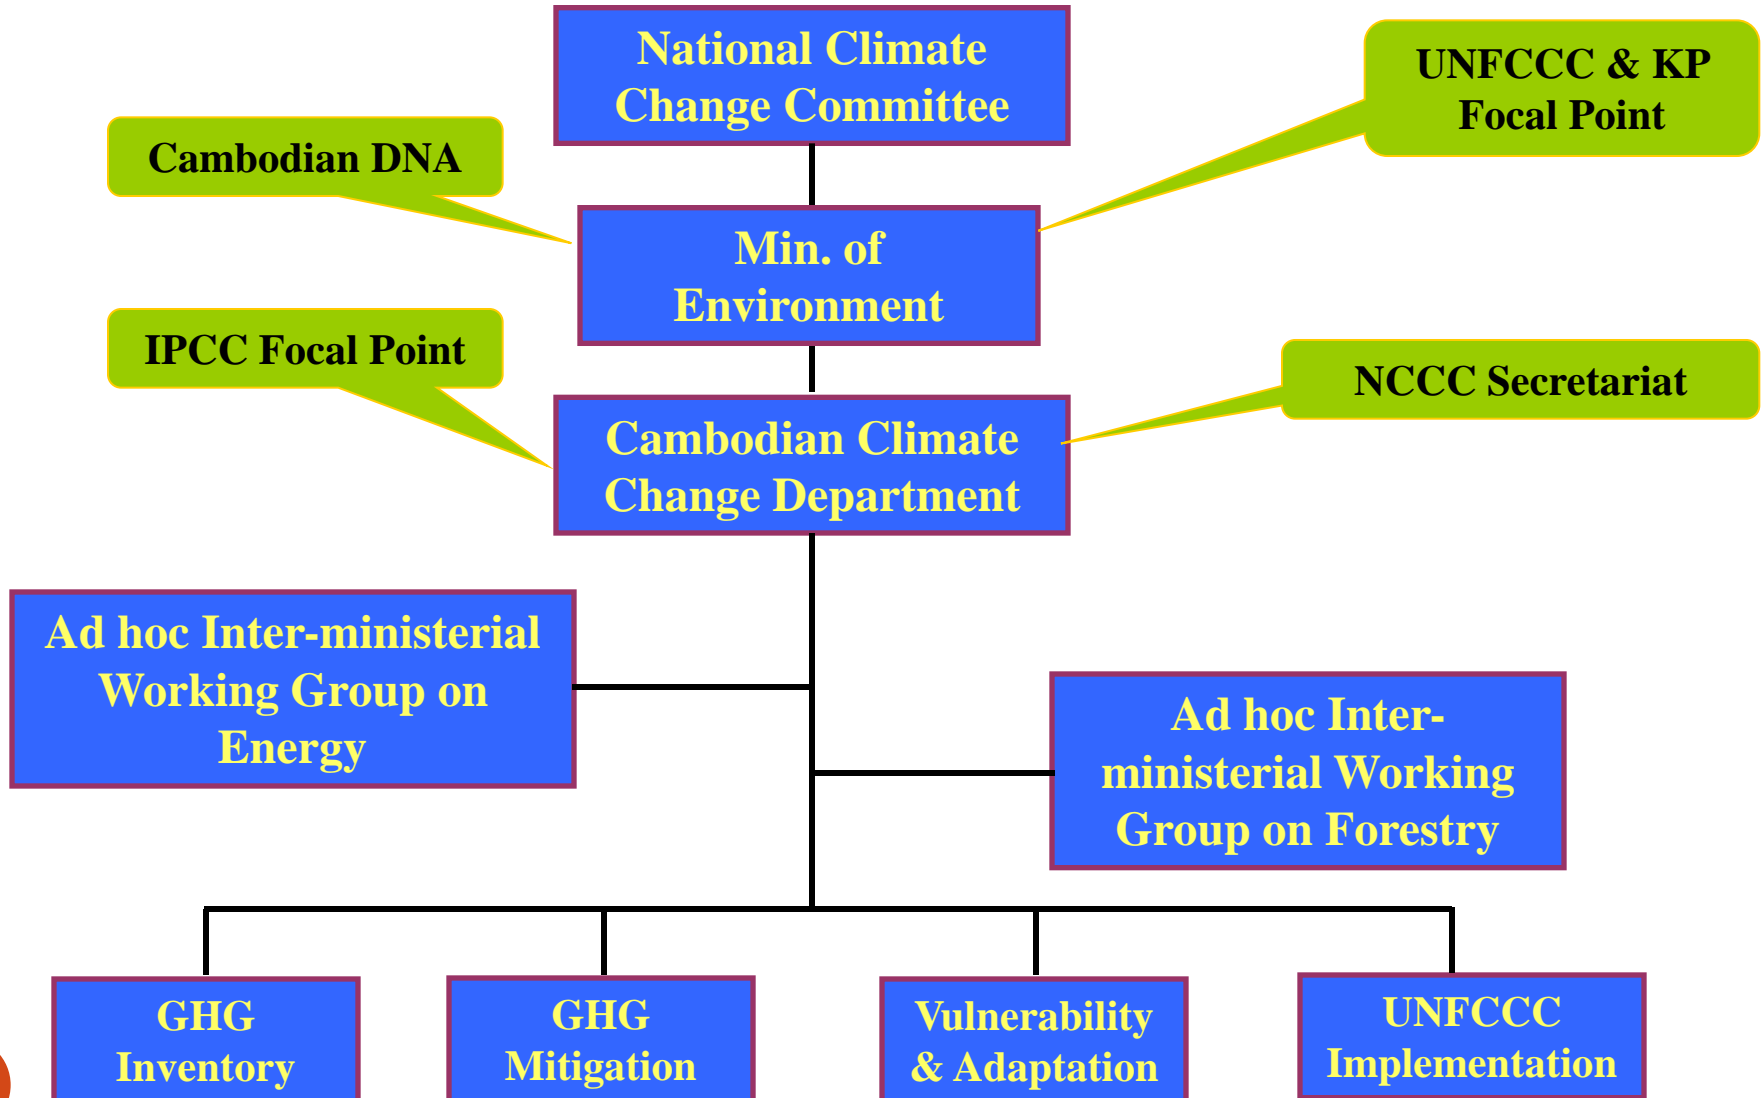 National Climate
Change Committee
UNFCCC & KP
Focal Point
Cambodian DNA
Min. of
Environment
IPCC Focal Point
NCCC Secretariat
Cambodian Climate
Change Department
Ad hoc Inter-ministerial
Working Group on
Energy
Ad hoc Inter-
ministerial Working
Group on Forestry
GHG
Inventory
GHG
Mitigation
Vulnerability
& Adaptation
UNFCCC
Implementation